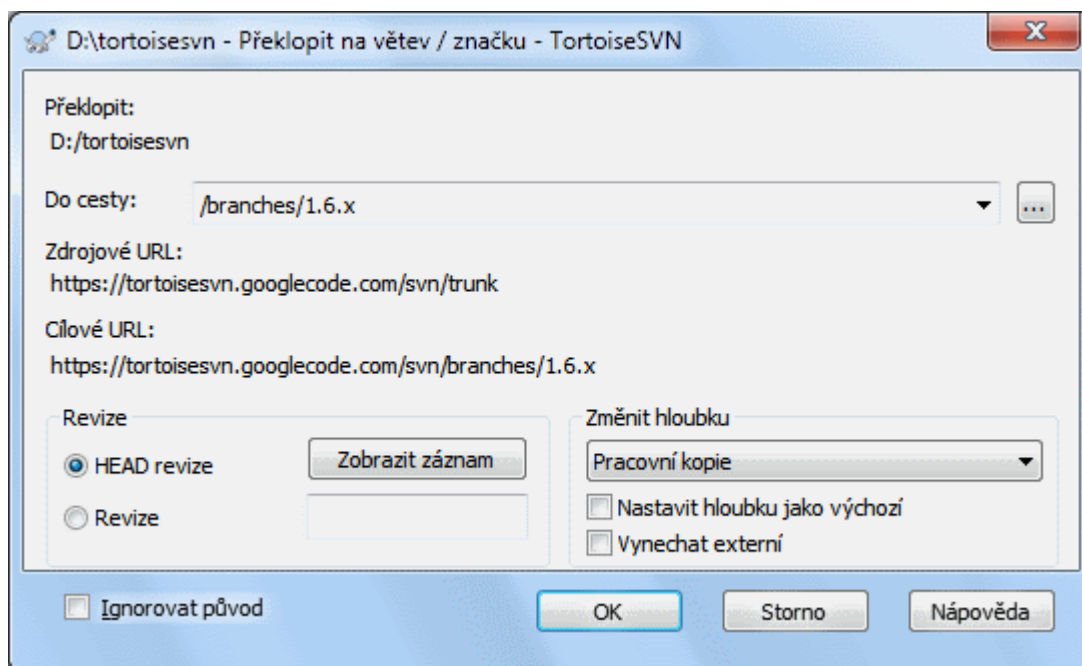 D:\tortoisesvn - Překlopit na větev / značku - TortoiseSVN
Překlopit:
D:/tortoisesvn
Do cesty:
/branches/1.6.x
...
Zdrojové URL:
https://tortoisesvn.googlecode.com/svn/trunk
Cílové URL:
https://tortoisesvn.googlecode.com/svn/branches/1.6.x
Revize
HEAD revize
Zobrazit záznam
Revize
Změnit hloubku
Pracovní kopie
Nastavit hloubku jako výchozí
Vynechat externí
Ignorovat původ
OK
Storno
Nápověda